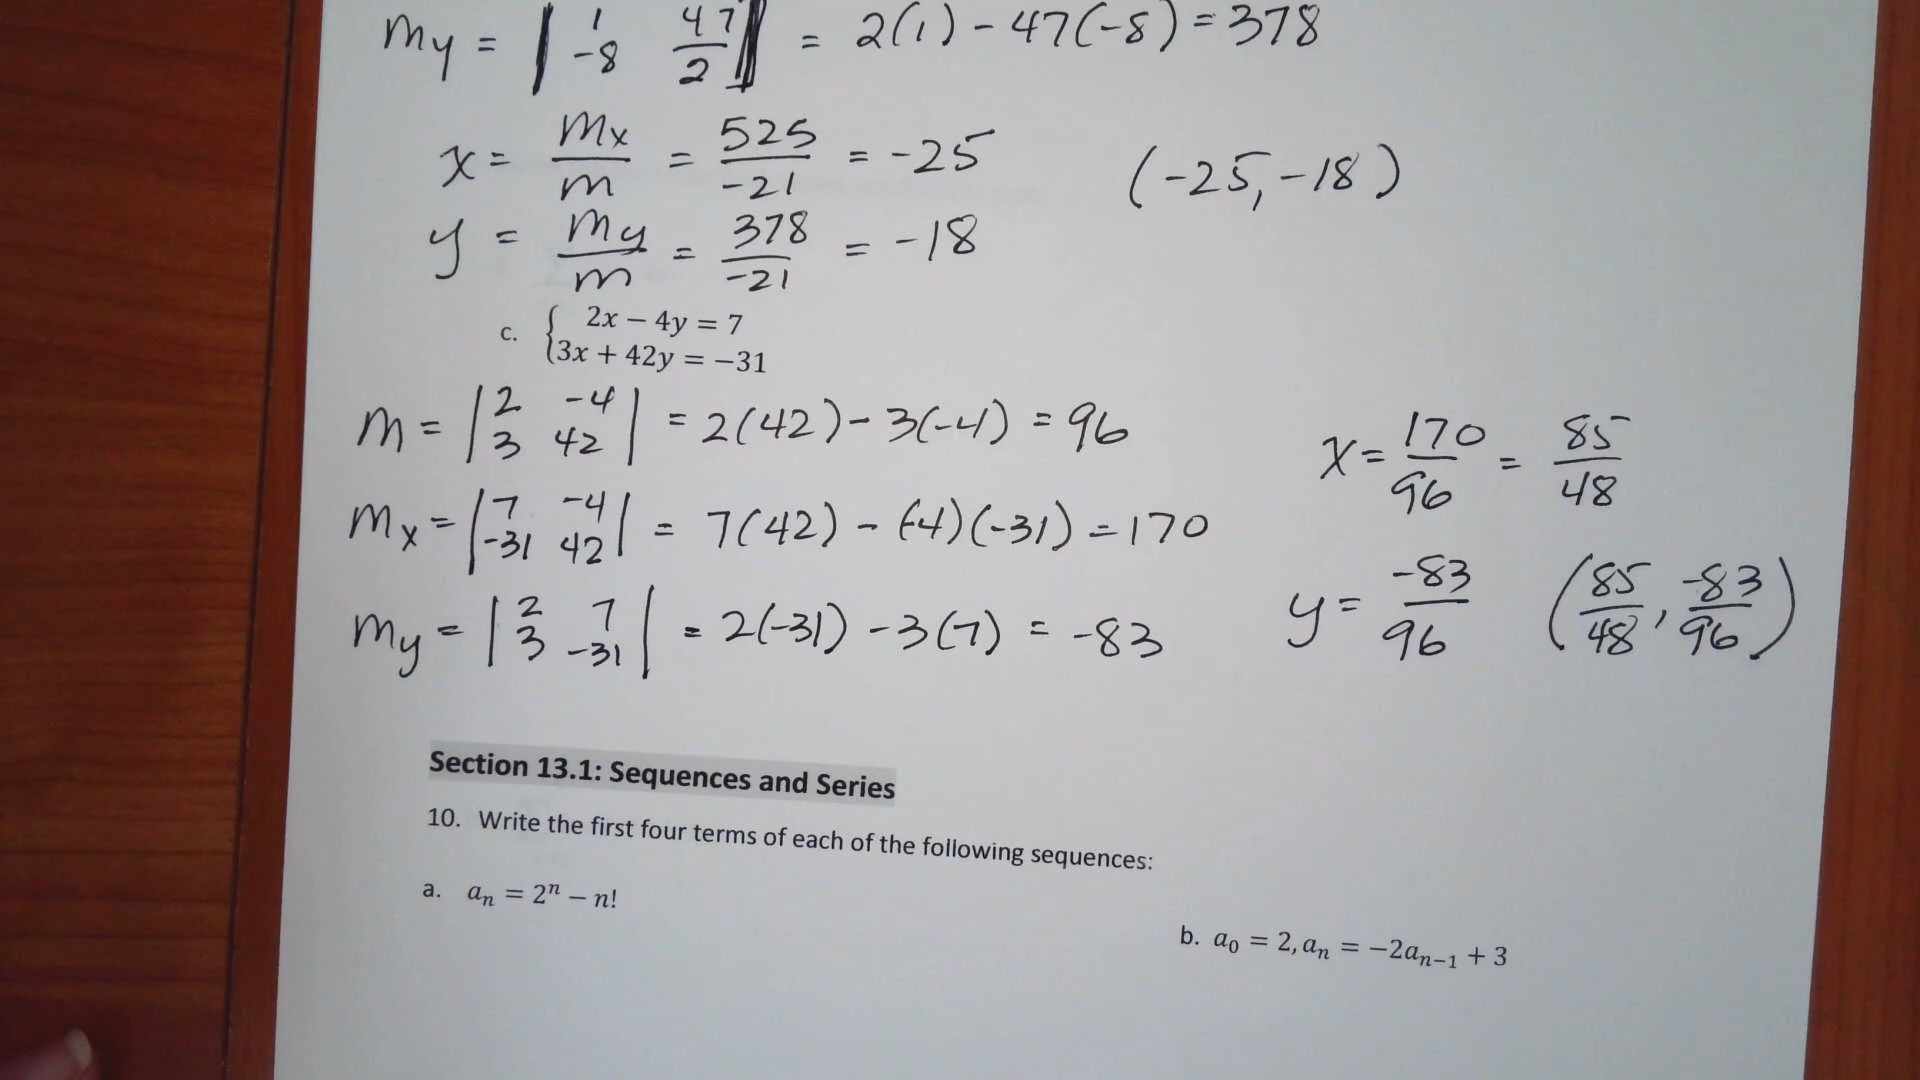 My = | 1 47 | = 2(1) - 47(-8) = 378
-8 2
x = Mx/m = 525/-21 = -25 (-25, -18)
y = My/m = 378/-21 = -18
c. { 2x − 4y = 7
3x + 42y = −31
m = | 2 -4 | = 2(42) - 3(-4) = 96
3 42
x = 170/96 = 85/48
Mx = | 7 -4 | = 7(42) - (-4)(-31) = 170
-31 42
My = | 2 7 | = 2(-31) - 3(7) = -83
3 -31
y = -83/96 (85/48, -83/96)
Section 13.1: Sequences and Series
10. Write the first four terms of each of the following sequences:
a. aₙ = 2ⁿ − n!
b. a₀ = 2, aₙ = −2aₙ₋₁ + 3